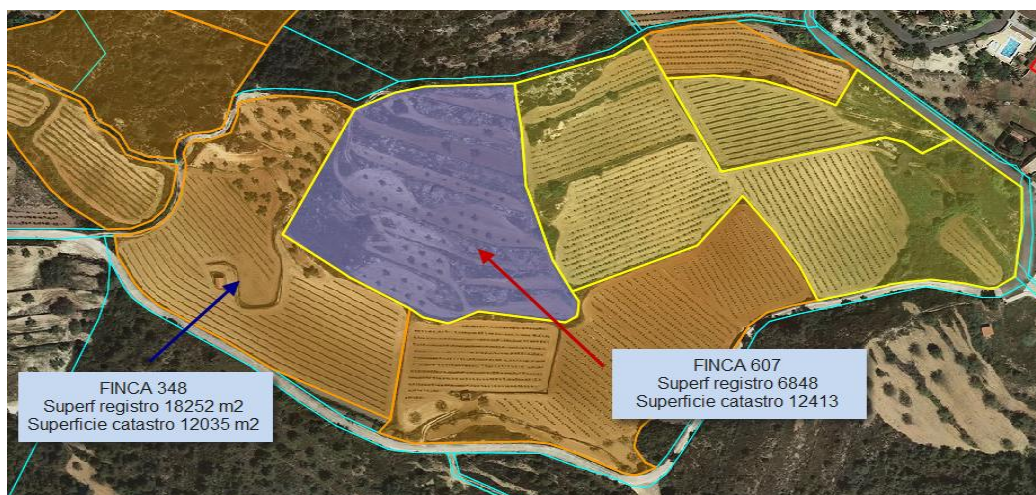 FINCA 348
Superf registro 18252 m2
Superficie catastro 12035 m2
FINCA 607
Superf registro 6848
Superficie catastro 12413